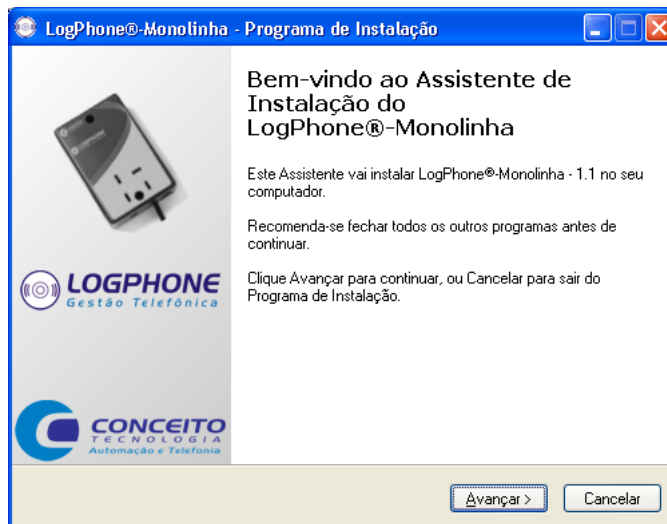 LogPhone®-Monolinha - Programa de Instalação
Bem-vindo ao Assistente de
Instalação do
LogPhone®-Monolinha
Este Assistente vai instalar LogPhone®-Monolinha - 1.1 no seu
computador.
Recomenda-se fechar todos os outros programas antes de
continuar.
Clique Avançar para continuar, ou Cancelar para sair do
Programa de Instalação.
LOGPHONE
Gestão Telefônica
CONCEITO
TECNOLOGIA
Automação e Telefonia
Avançar >
Cancelar